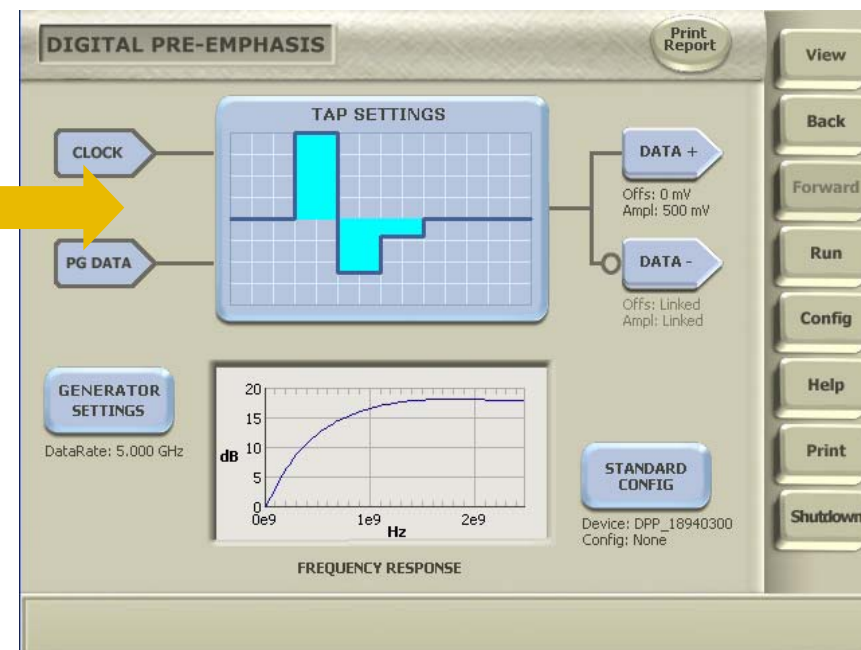 DIGITAL PRE-EMPHASIS
Print
Report
View
Back
Forward
Run
Config
Help
Print
Shutdown
TAP SETTINGS
CLOCK
PG DATA
DATA +
Offs: 0 mV
Ampl: 500 mV
DATA -
Offs: Linked
Ampl: Linked
GENERATOR
SETTINGS
DataRate: 5.000 GHz
20
15
dB 10
5
0
0e9 1e9 2e9
Hz
FREQUENCY RESPONSE
STANDARD
CONFIG
Device: DPP_18940300
Config: None